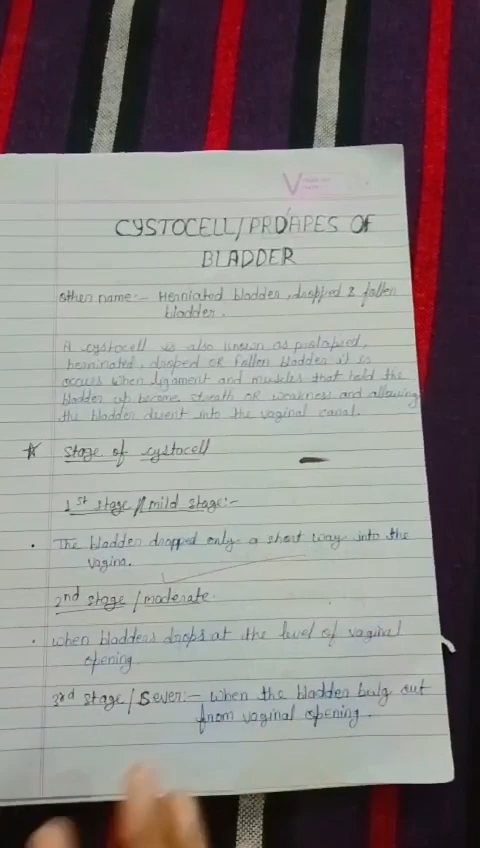 CYSTOCELL/PROAPES OF
BLADDER
other name:- Herniated bladder, dropped & fallen
bladder.
A cystocell is also known as prolapsed,
herniated, dropped OR fallen bladder it is
occurs when ligament and muscles that hold the
bladder up become streath OR weakness and allowing
the bladder desent into the vaginal canal.
☆ Stage of cystocell
1st stage // mild stage:-
• The bladder dropped only a short way into the
vagina.
2nd stage / moderate
• when bladders drops at the level of vaginal
opening
3rd stage / Sever:- when the bladder bulg out
from vaginal opening.